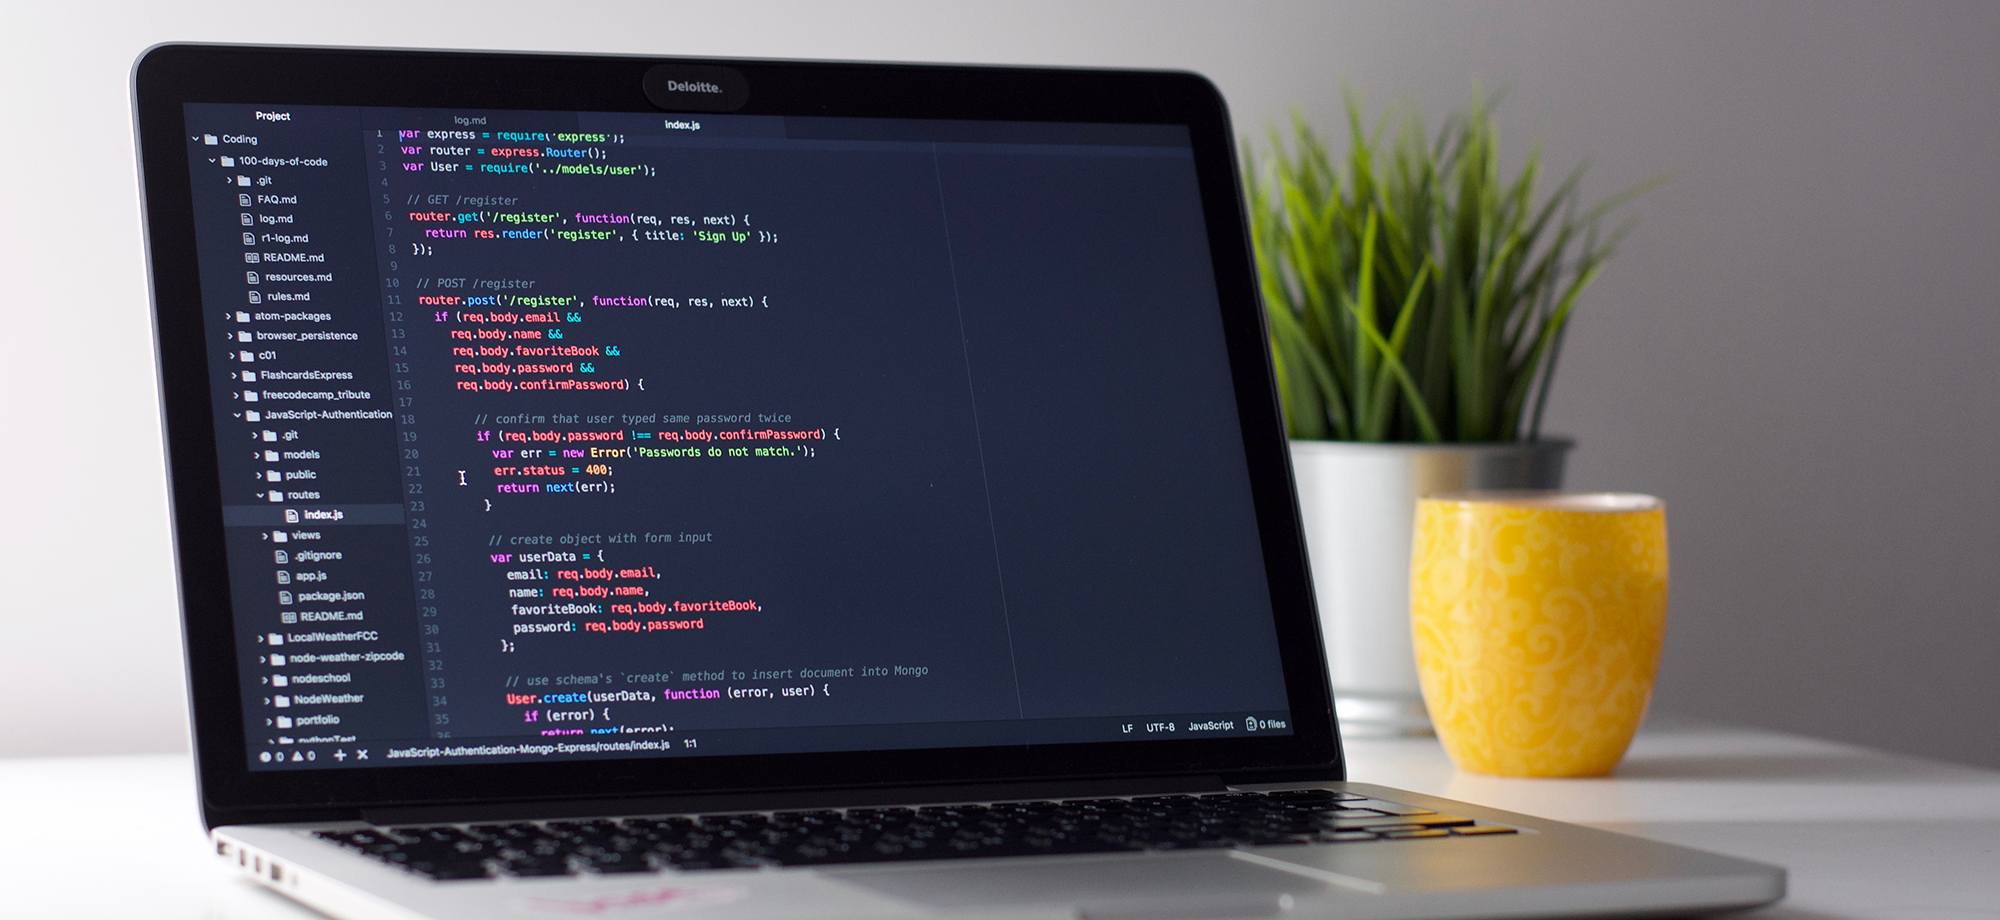 Deloitte.
Project
log.md
index.js
Coding
100-days-of-code
.git
FAQ.md
log.md
r1-log.md
README.md
resources.md
rules.md
atom-packages
browser_persistence
c01
FlashcardsExpress
freecodecamp_tribute
JavaScript-Authentication
.git
models
public
routes
index.js
views
.gitignore
app.js
package.json
README.md
LocalWeatherFCC
node-weather-zipcode
nodeschool
NodeWeather
portfolio
pythonTest
1 var express = require('express');
2 var router = express.Router();
3 var User = require('../models/user');
4
5 // GET /register
6 router.get('/register', function(req, res, next) {
7 return res.render('register', { title: 'Sign Up' });
8 });
9
10 // POST /register
11 router.post('/register', function(req, res, next) {
12 if (req.body.email &&
13 req.body.name &&
14 req.body.favoriteBook &&
15 req.body.password &&
16 req.body.confirmPassword) {
17
18 // confirm that user typed same password twice
19 if (req.body.password !== req.body.confirmPassword) {
20 var err = new Error('Passwords do not match.');
21 err.status = 400;
22 return next(err);
23 }
24
25 // create object with form input
26 var userData = {
27 email: req.body.email,
28 name: req.body.name,
29 favoriteBook: req.body.favoriteBook,
30 password: req.body.password
31 };
32
33 // use schema's `create` method to insert document into Mongo
34 User.create(userData, function (error, user) {
35 if (error) {
36 return next(error);
0 0 JavaScript-Authentication-Mongo-Express/routes/index.js 1:1 LF UTF-8 JavaScript 0 files